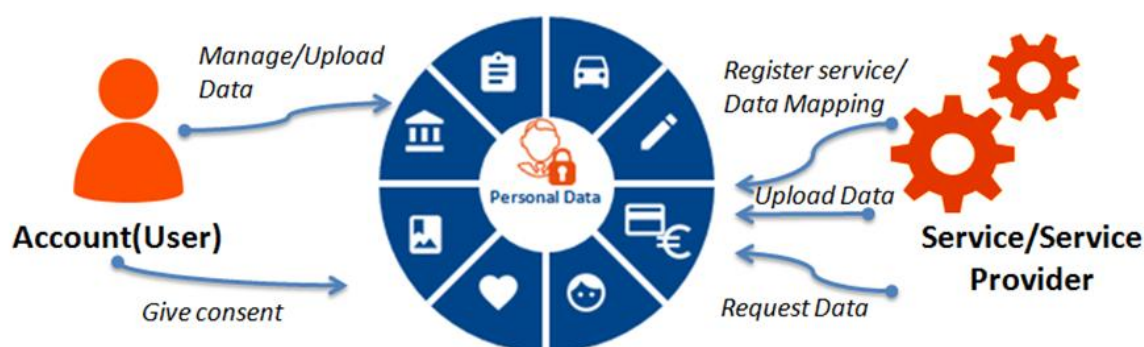 Manage/Upload
Data
Account(User)
Give consent
Personal Data
€
Register service/
Data Mapping
Upload Data
Service/Service
Provider
Request Data